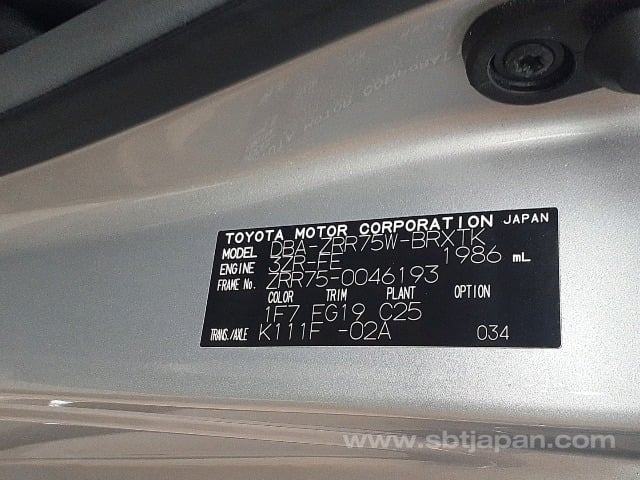 TOYOTA MOTOR CORPORATION JAPAN
MODEL DBA-ZRR75W-BRXTK
ENGINE 3ZR-FE 1986 mL
FRAME No. ZRR75-0046193
COLOR TRIM PLANT OPTION
1F7 EG19 C25
TRANS./AXLE K111F -02A 034
www.sbtjapan.com